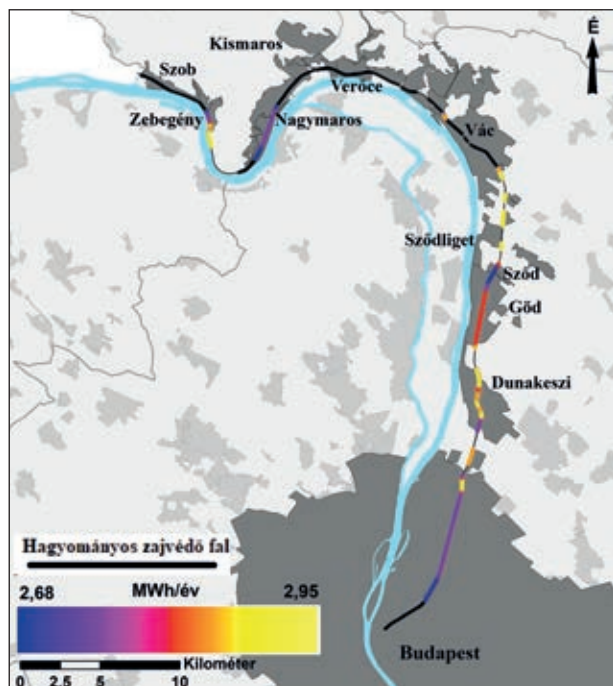 Kismaros
É
Szob
Verőce
Zebegény
Nagymaros
Vác
Sződliget
Sződ
Göd
Dunakeszi
Hagyományos zajvédő fal
2,68 MWh/év 2,95
Kilométer
0 2,5 5 10
Budapest